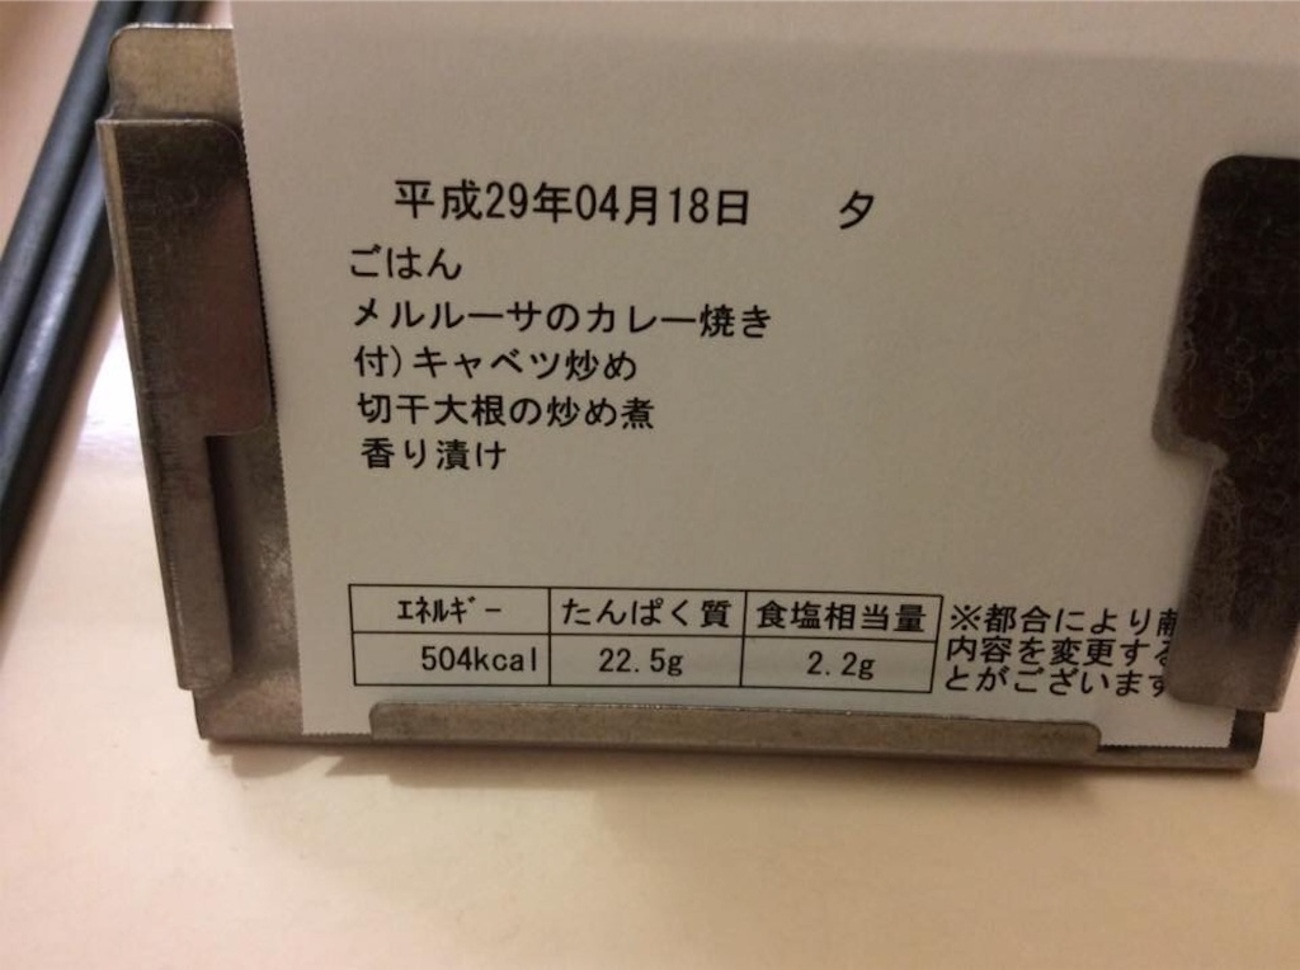 平成29年04月18日 夕
ごはん
メルルーサのカレー焼き
付)キャベツ炒め
切干大根の炒め煮
香り漬け
エネルギー たんぱく質 食塩相当量
504kcal 22.5g 2.2g
※都合により献
内容を変更する
とがございます